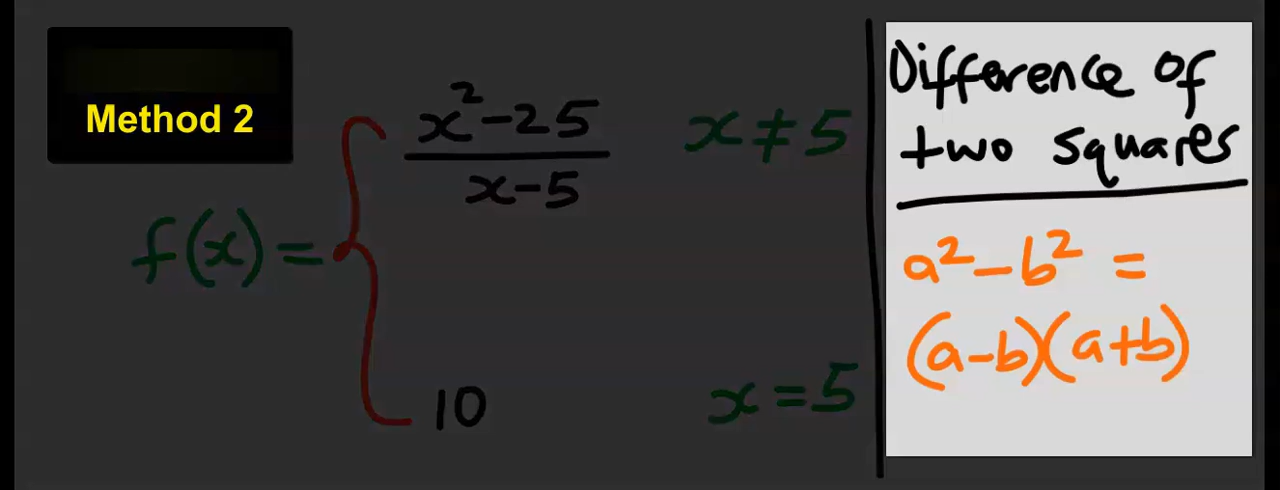 Method 2
f(x) = { x² - 25 / x - 5    x ≠ 5
10    x = 5
Difference of
two squares
a² - b² =
(a - b)(a + b)